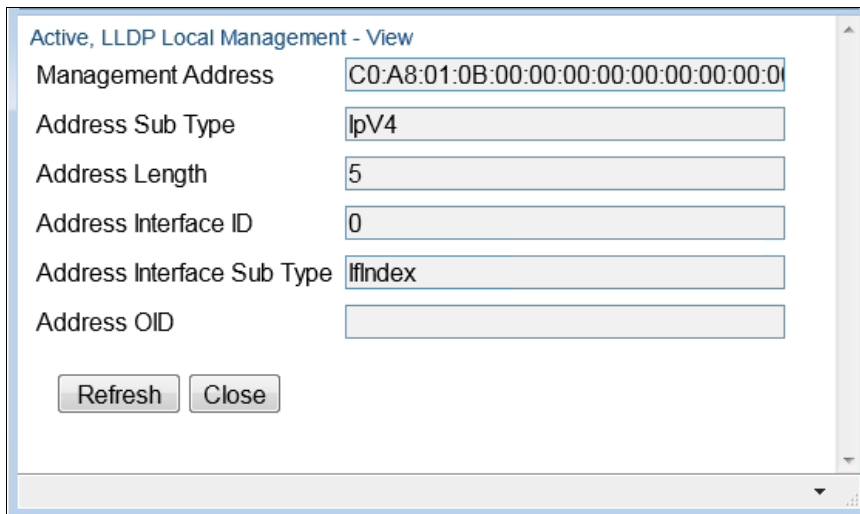 Active, LLDP Local Management - View
Management Address C0:A8:01:0B:00:00:00:00:00:00:00:0
Address Sub Type IpV4
Address Length 5
Address Interface ID 0
Address Interface Sub Type IfIndex
Address OID
Refresh Close